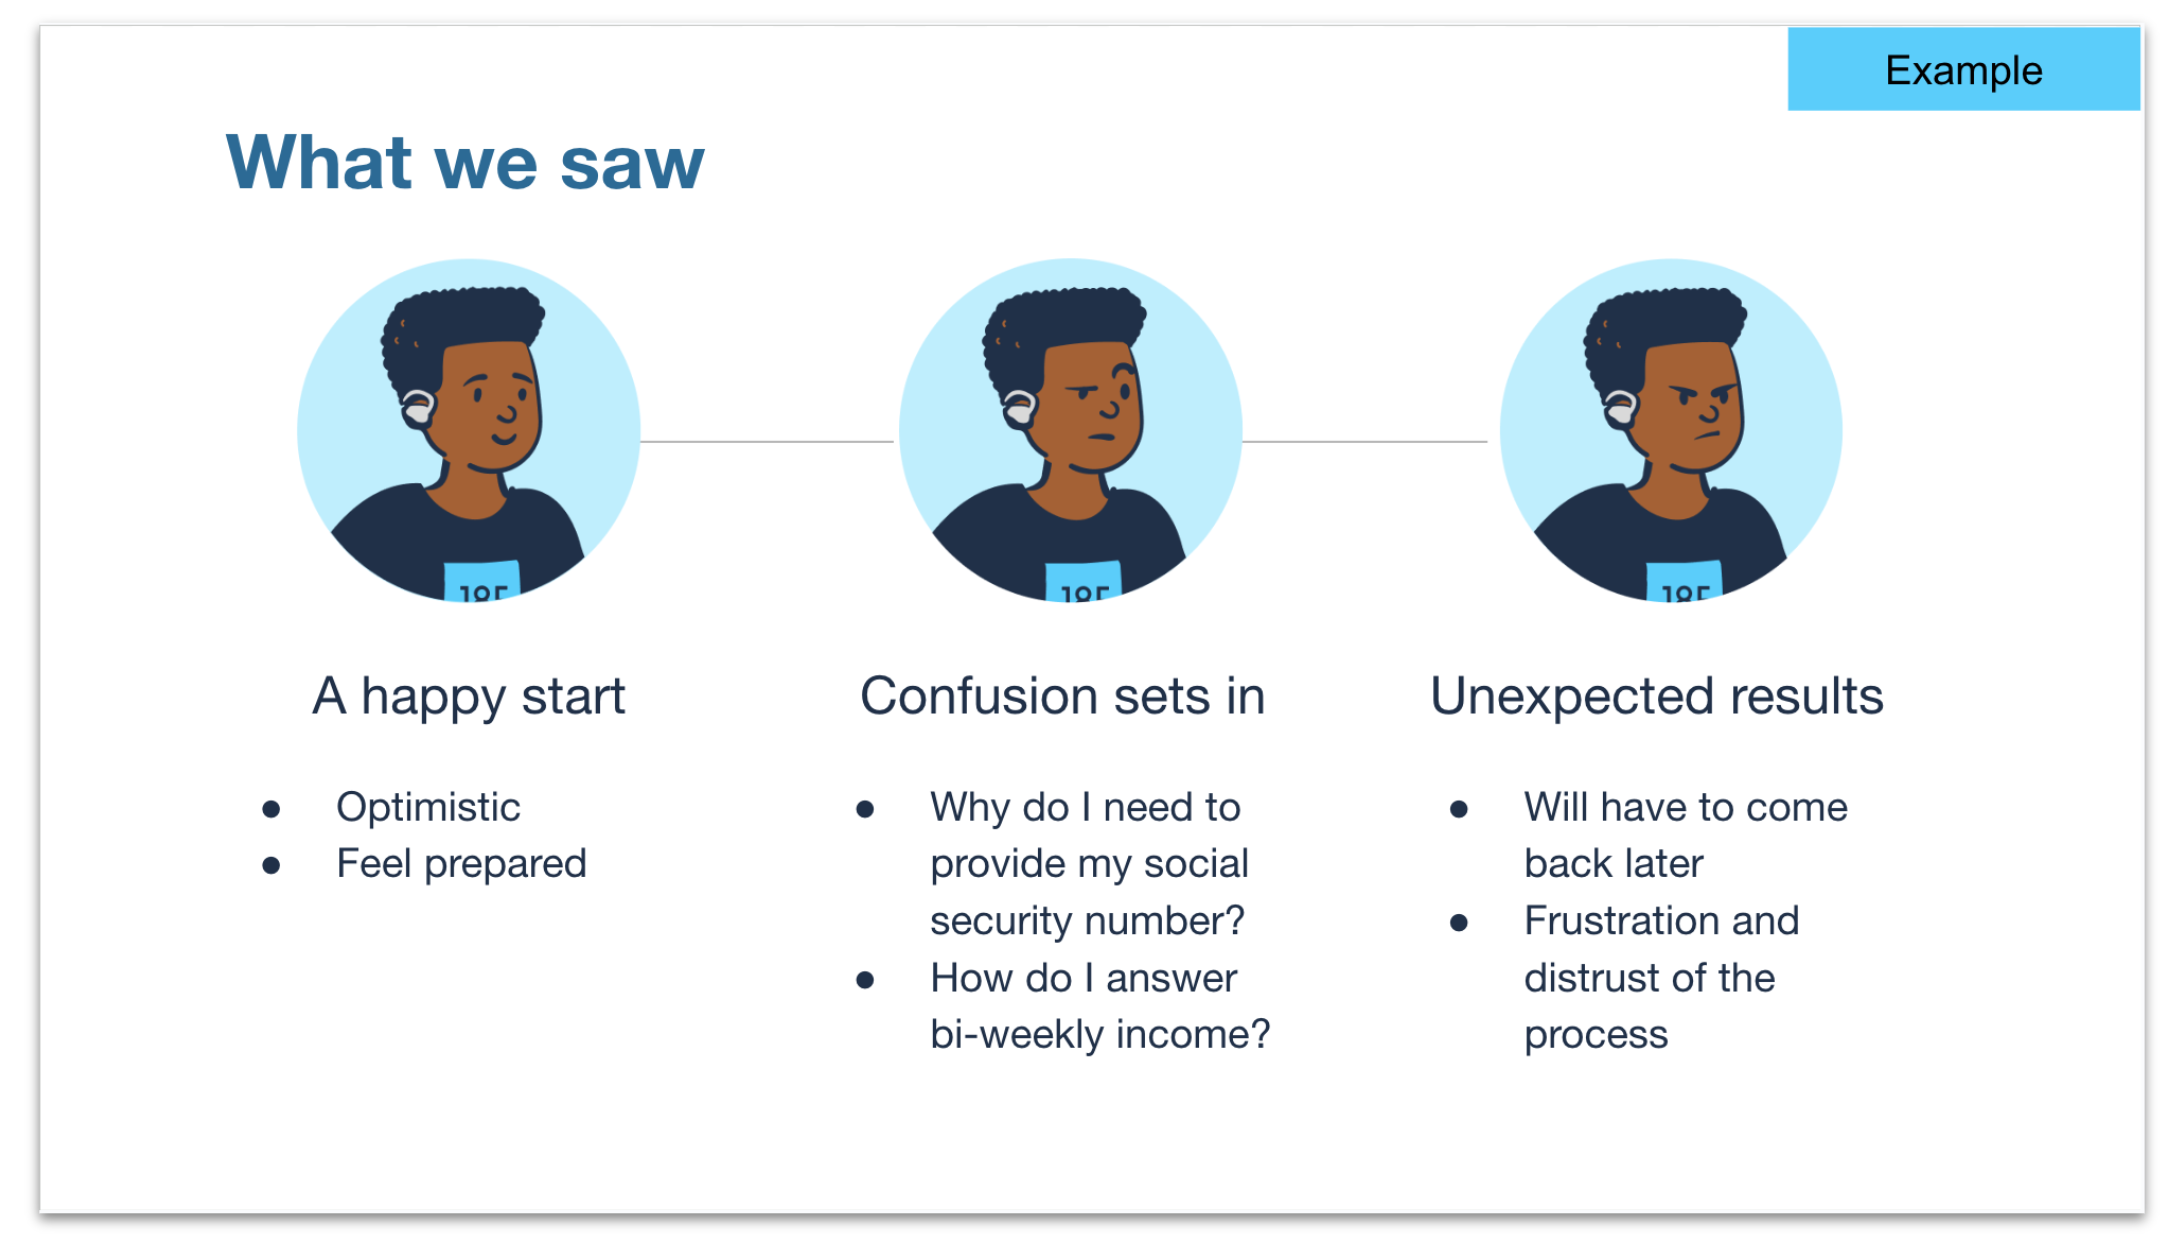 Example
What we saw
18F
18F
18F
A happy start
Confusion sets in
Unexpected results
● Optimistic
● Feel prepared
● Why do I need to
provide my social
security number?
● How do I answer
bi-weekly income?
● Will have to come
back later
● Frustration and
distrust of the
process